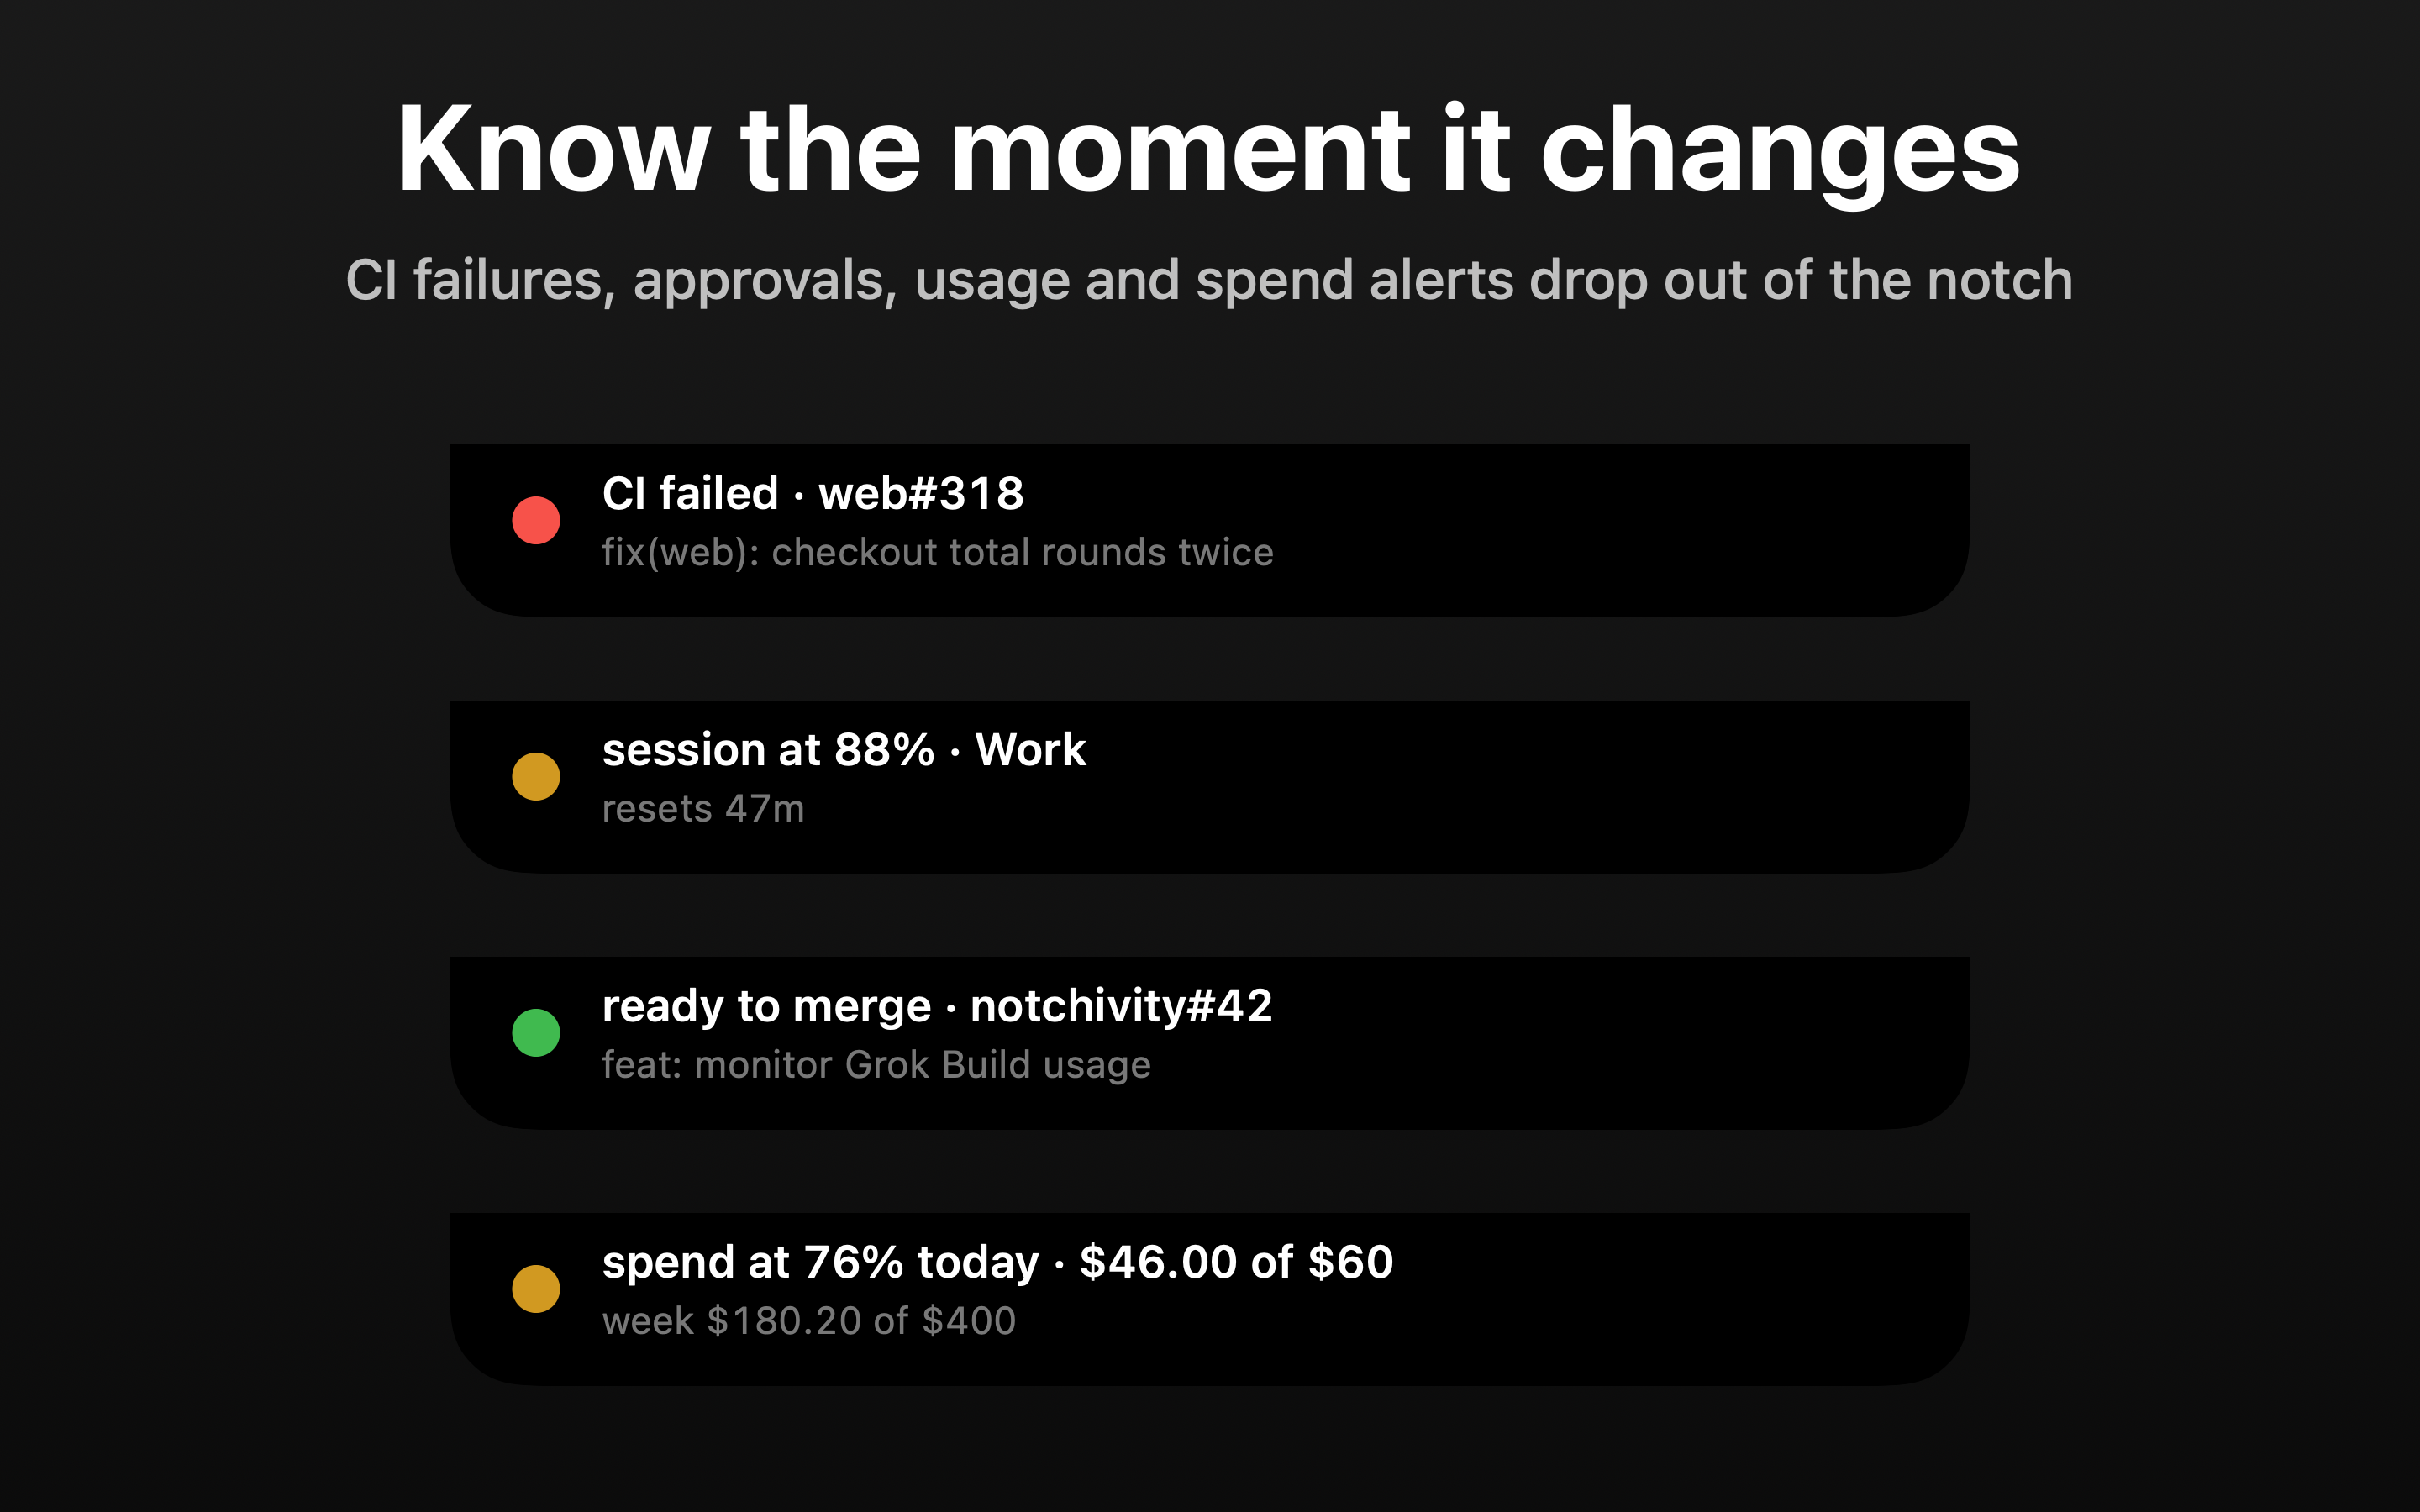 Know the moment it changes
CI failures, approvals, usage and spend alerts drop out of the notch
CI failed · web#318
fix(web): checkout total rounds twice
session at 88% · Work
resets 47m
ready to merge · notchivity#42
feat: monitor Grok Build usage
spend at 76% today · $46.00 of $60
week $180.20 of $400